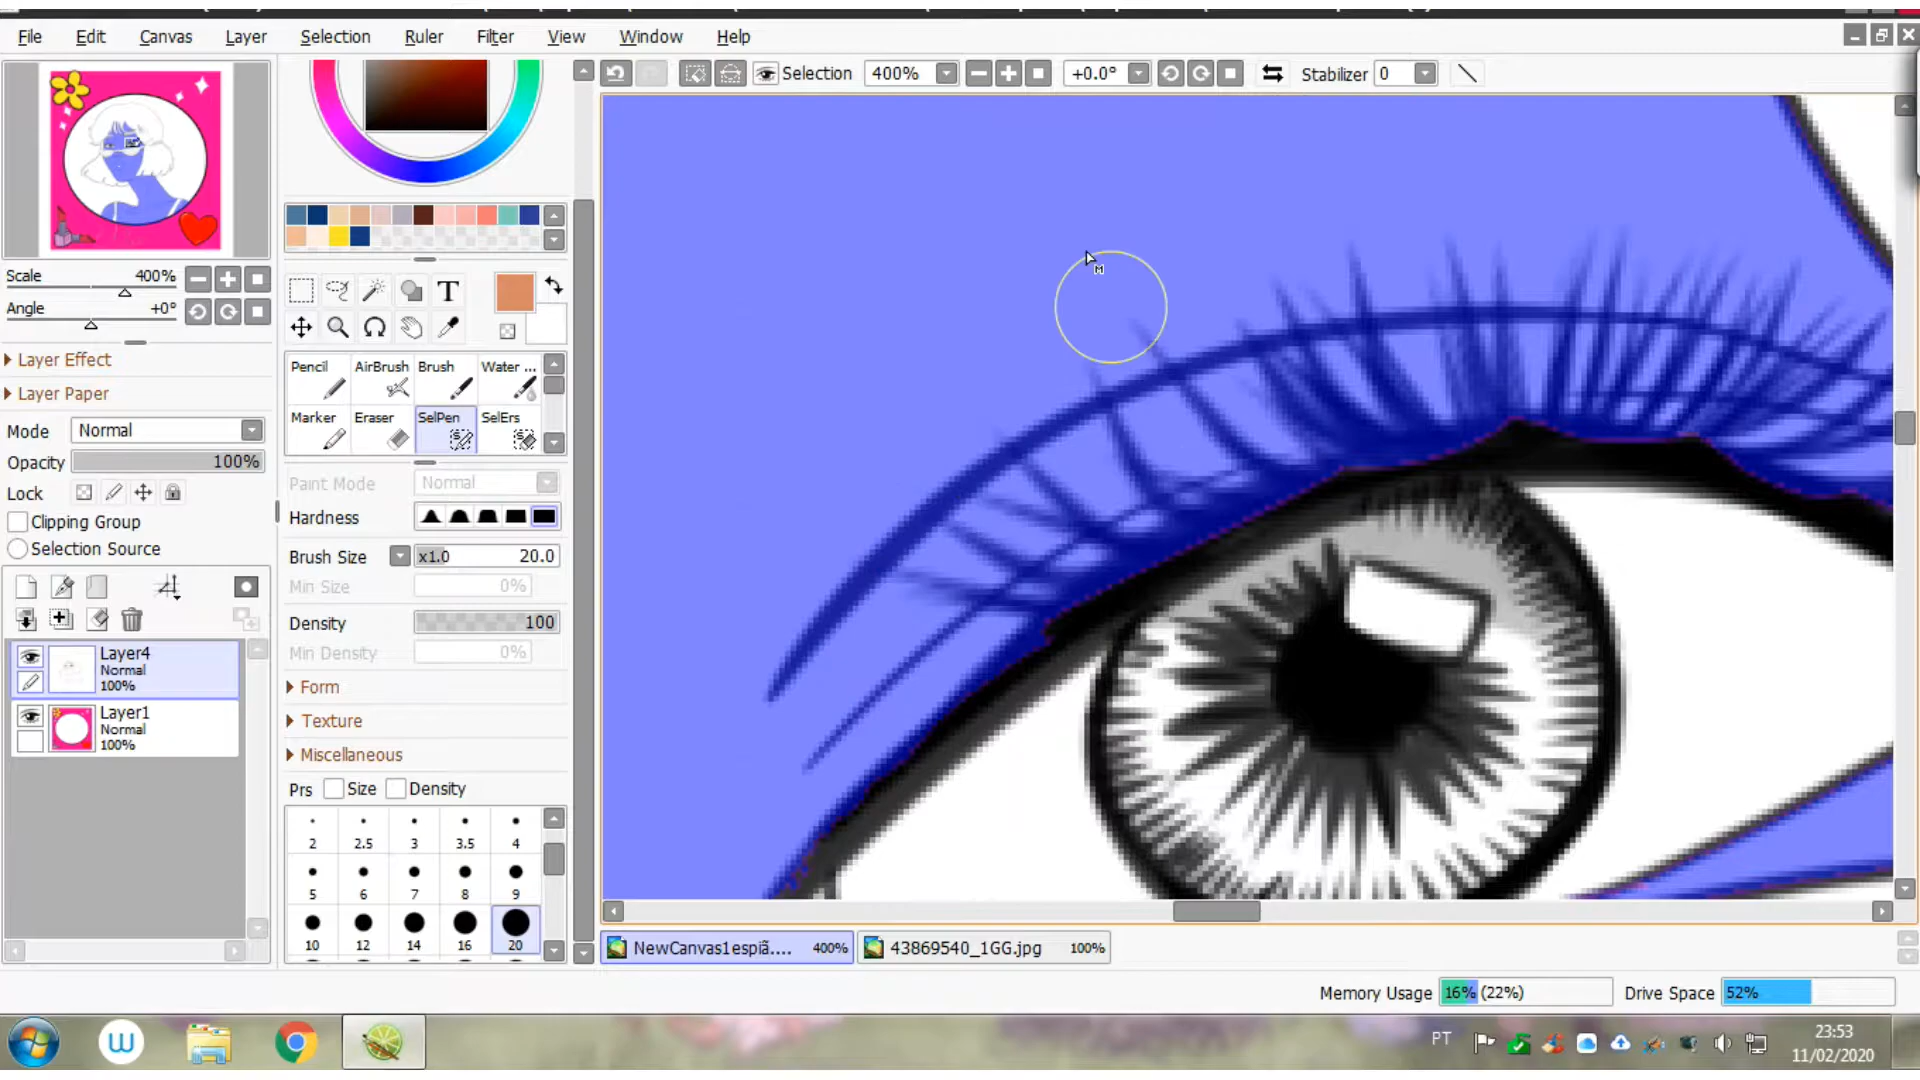 File Edit Canvas Layer Selection Ruler Filter View Window Help
Selection 400% +0.0° Stabilizer 0
Scale 400%
Angle +0°
Layer Effect
Layer Paper
Mode Normal
Opacity 100%
Lock
Clipping Group
Selection Source
Layer4
Normal
100%
Layer1
Normal
100%
T
Pencil AirBrush Brush Water ...
Marker Eraser SelPen SelErs
Paint Mode Normal
Hardness
Brush Size x1.0 20.0
Min Size 0%
Density 100
Min Density 0%
Form
Texture
Miscellaneous
Prs Size Density
2 2.5 3 3.5 4
5 6 7 8 9
10 12 14 16 20
NewCanvas1espiã.... 400% 43869540_1GG.jpg 100%
Memory Usage 16% (22%) Drive Space 52%
PT 23:53
11/02/2020